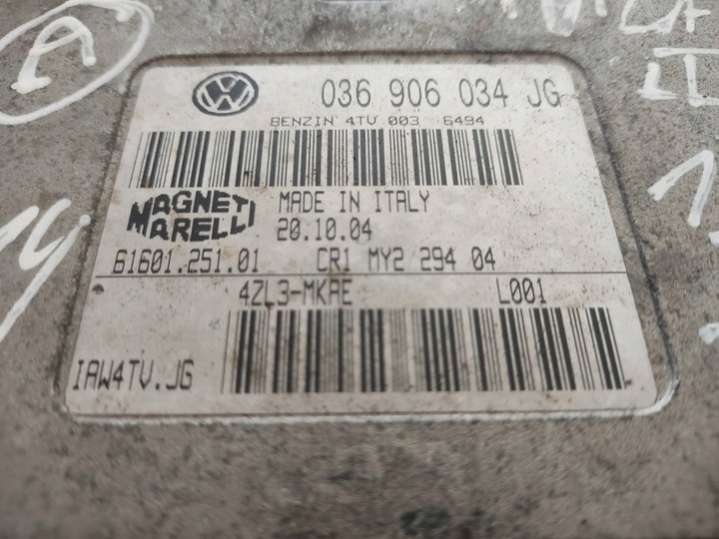 A
036 906 034 JG
BENZIN 4TV 003 6494
MAGNETI
MARELLI
MADE IN ITALY
20.10.04
61601.251.01 CR1 MY2 294 04
4ZL3-MKAE L001
IAW4TV.JG